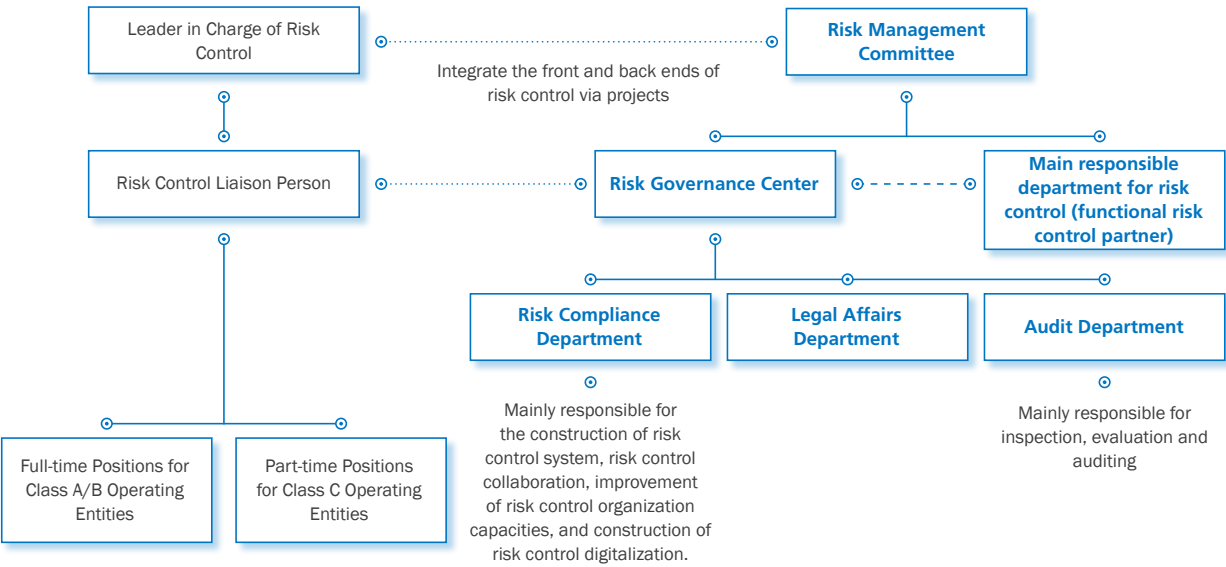 Leader in Charge of Risk
Control
Risk Management
Committee
Integrate the front and back ends of
risk control via projects
Risk Control Liaison Person
Risk Governance Center
Main responsible
department for risk
control (functional risk
control partner)
Risk Compliance
Department
Legal Affairs
Department
Audit Department
Mainly responsible for
the construction of risk
control system, risk control
collaboration, improvement
of risk control organization
capacities, and construction of
risk control digitalization.
Mainly responsible for
inspection, evaluation and
auditing
Full-time Positions for
Class A/B Operating
Entities
Part-time Positions
for Class C Operating
Entities